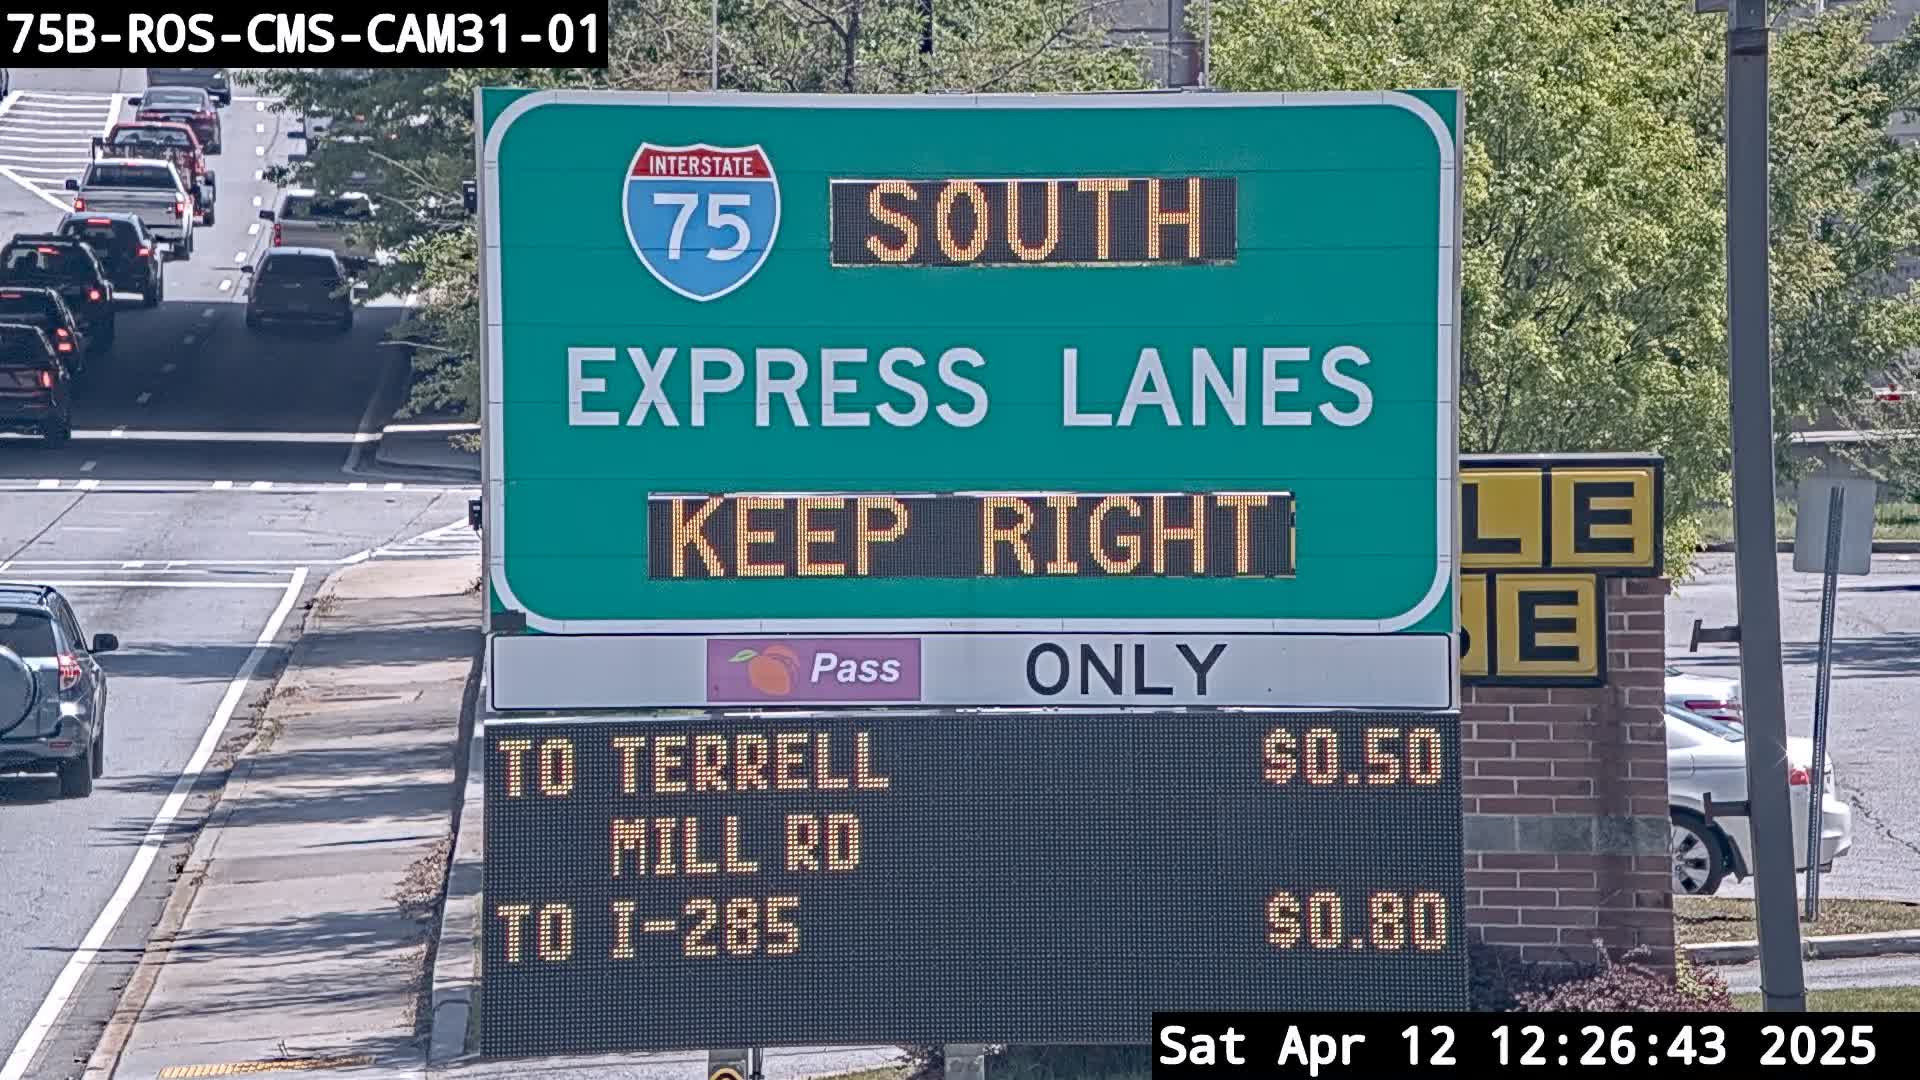 75B-ROS-CMS-CAM31-01
INTERSTATE
75
SOUTH
EXPRESS LANES
KEEP RIGHT
Pass
ONLY
TO TERRELL $0.50
MILL RD
TO I-285 $0.80
LE
E
Sat Apr 12 12:26:43 2025